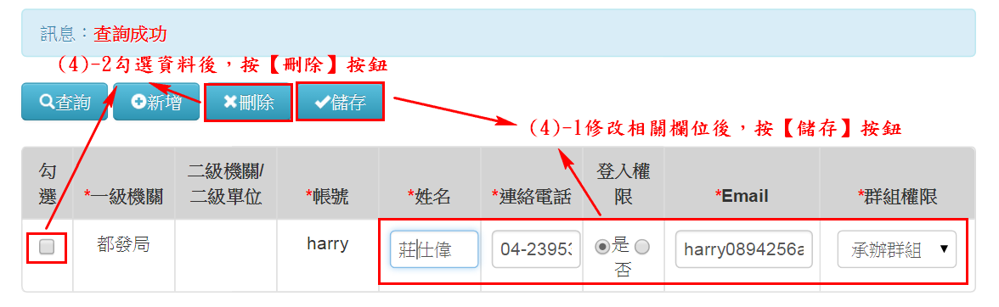 訊息：查詢成功
(4)-2勾選資料後，按【刪除】按鈕
查詢 新增 刪除 儲存
(4)-1修改相關欄位後，按【儲存】按鈕
勾選 *一級機關 二級機關/二級單位 *帳號 *姓名 *連絡電話 登入權限 *Email *群組權限
都發局 harry 莊仕偉 04-23953 是 否 harry0894256a 承辦群組